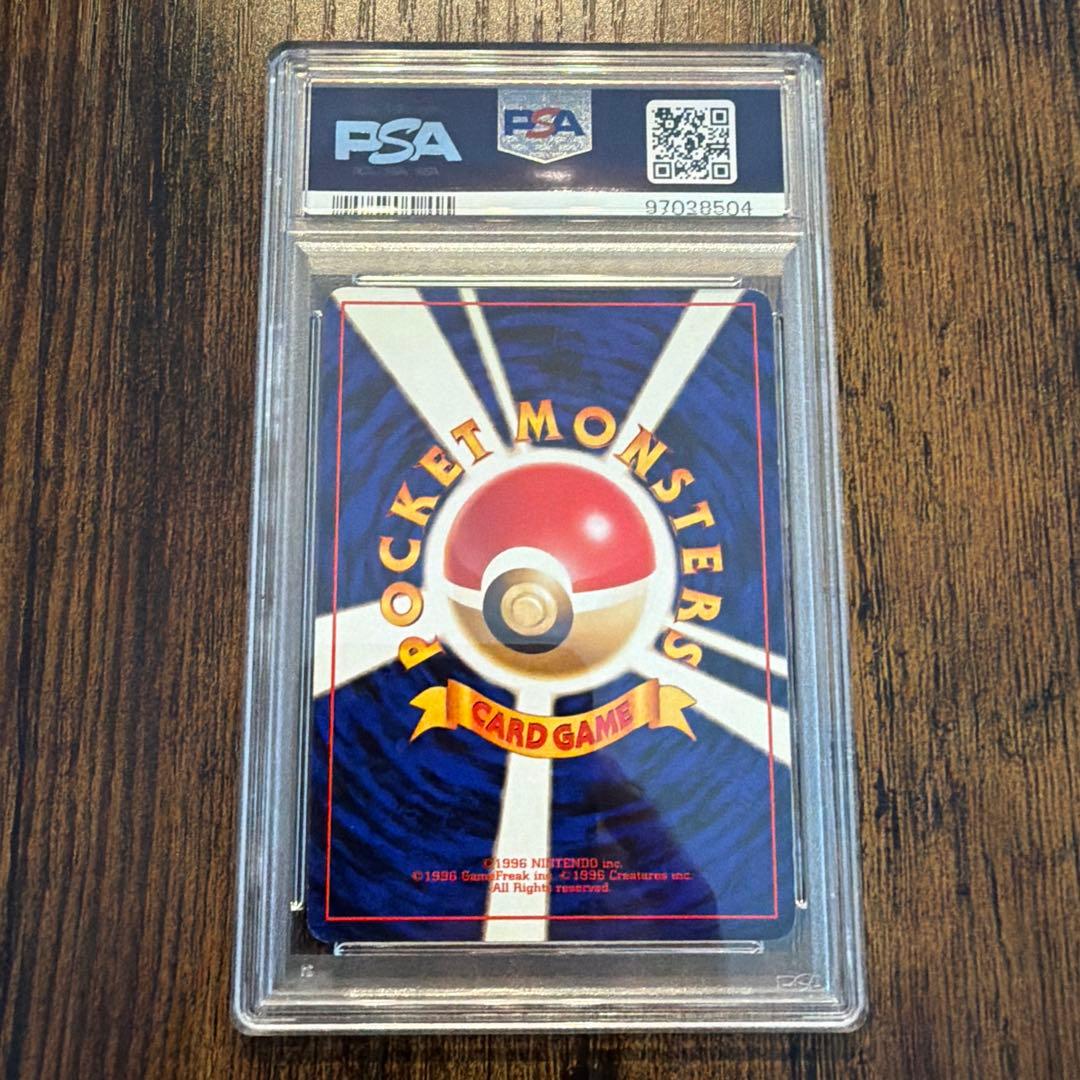 PSA
PSA
97038504
POCKET MONSTERS
CARD GAME
©1996 NINTENDO inc.
©1996 GameFreak inc. ©1996 Creatures inc.
All Rights reserved.
PSA